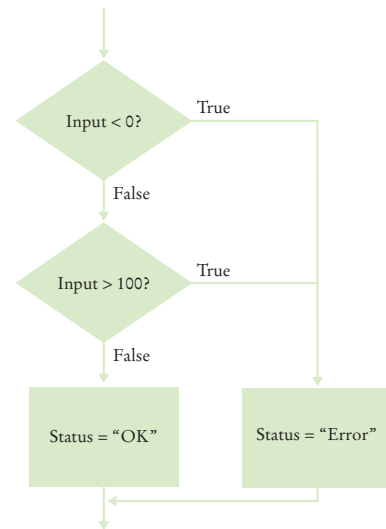 Input < 0?
True
False
Input > 100?
True
False
Status = “OK”
Status = “Error”